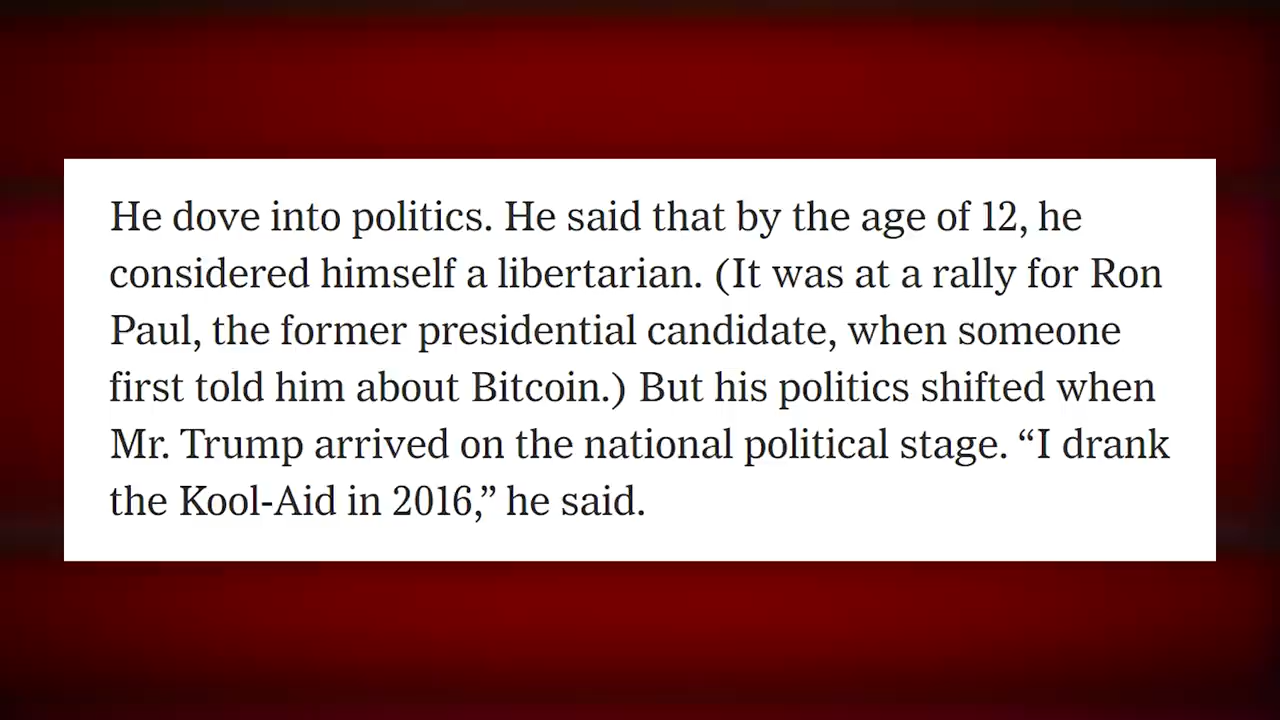 He dove into politics. He said that by the age of 12, he
considered himself a libertarian. (It was at a rally for Ron
Paul, the former presidential candidate, when someone
first told him about Bitcoin.) But his politics shifted when
Mr. Trump arrived on the national political stage. “I drank
the Kool-Aid in 2016,” he said.